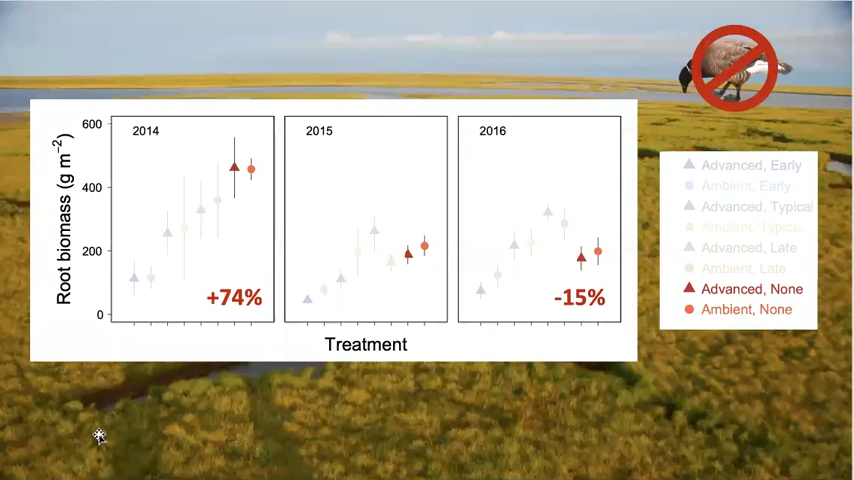 2014
2015
2016
Root biomass (g m⁻²)
600
400
200
0
+74%
-15%
Treatment
Advanced, Early
Ambient, Early
Advanced, Typical
Ambient, Typical
Advanced, Late
Ambient, Late
Advanced, None
Ambient, None